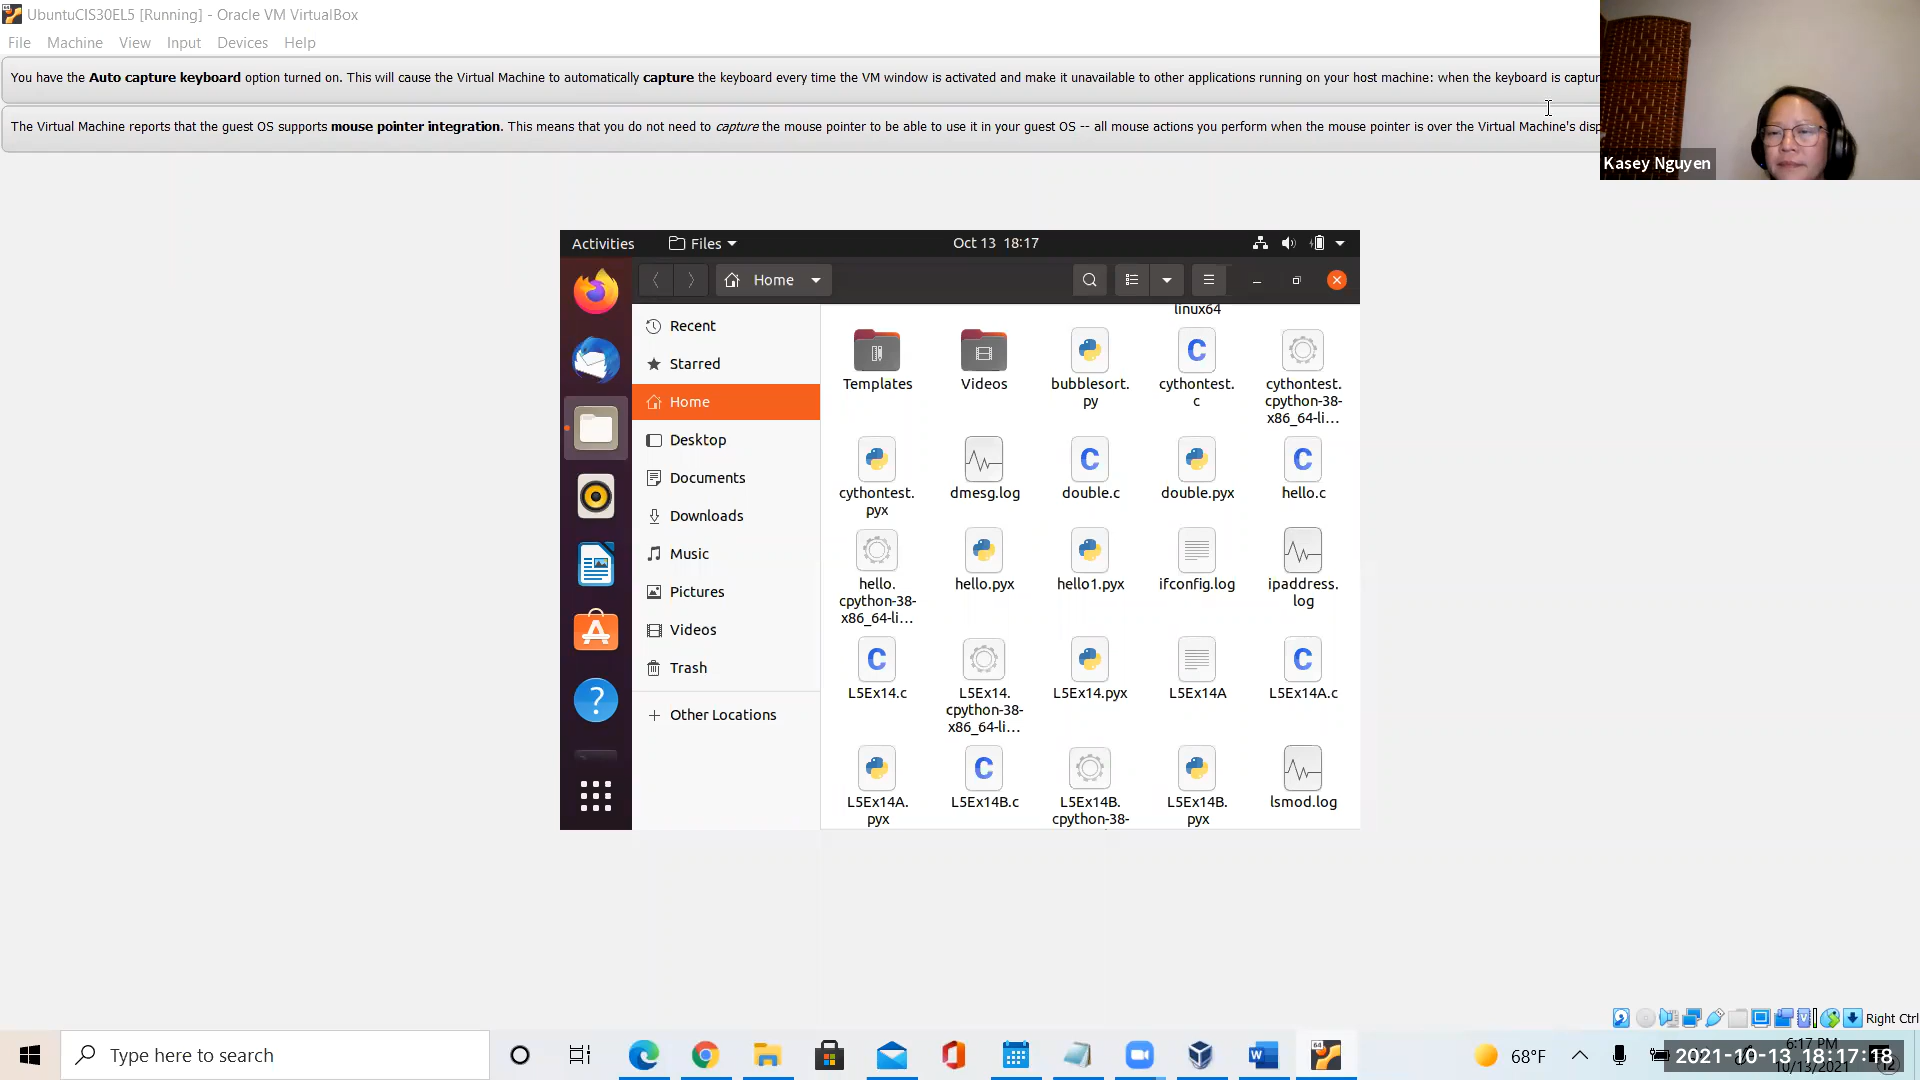 UbuntuCIS30EL5 [Running] - Oracle VM VirtualBox
File Machine View Input Devices Help
You have the Auto capture keyboard option turned on. This will cause the Virtual Machine to automatically capture the keyboard every time the VM window is activated and make it unavailable to other applications running on your host machine: when the keyboard is captur
The Virtual Machine reports that the guest OS supports mouse pointer integration. This means that you do not need to capture the mouse pointer to be able to use it in your guest OS -- all mouse actions you perform when the mouse pointer is over the Virtual Machine's disp
Kasey Nguyen
Activities Files Oct 13 18:17
Home
Recent
Starred
Home
Desktop
Documents
Downloads
Music
Pictures
Videos
Trash
Other Locations
linux64
Templates
Videos
bubblesort.
py
cythontest.
c
cythontest.
cpython-38-
x86_64-li...
cythontest.
pyx
dmesg.log
double.c
double.pyx
hello.c
hello.
cpython-38-
x86_64-li...
hello.pyx
hello1.pyx
ifconfig.log
ipaddress.
log
L5Ex14.c
L5Ex14.
cpython-38-
x86_64-li...
L5Ex14.pyx
L5Ex14A
L5Ex14A.c
L5Ex14A.
pyx
L5Ex14B.c
L5Ex14B.
cpython-38-
L5Ex14B.
pyx
lsmod.log
Right Ctrl
Type here to search
68°F
6:17 PM
2021-10-13 18:17:18
10/13/2021